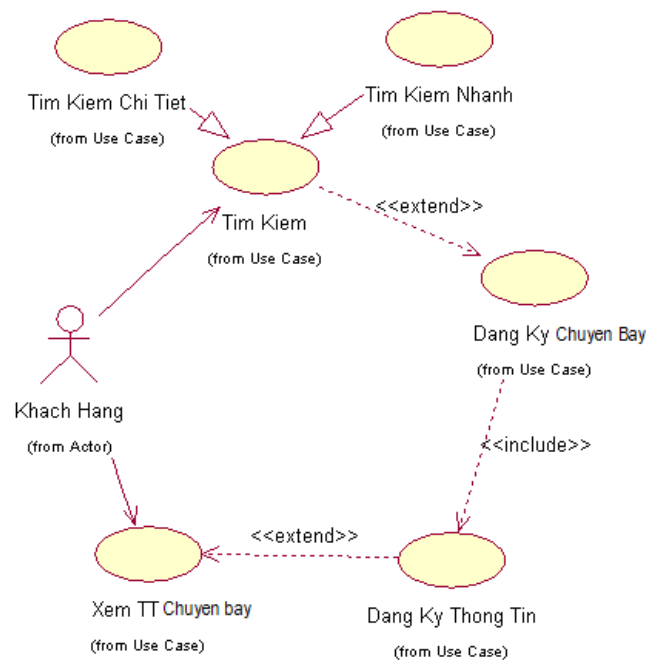 Tim Kiem Chi Tiet
(from Use Case)
Tim Kiem Nhanh
(from Use Case)
<<extend>>
Tim Kiem
(from Use Case)
Dang Ky Chuyen Bay
(from Use Case)
Khach Hang
(from Actor)
<<include>>
<<extend>>
Xem TT Chuyen bay
(from Use Case)
Dang Ky Thong Tin
(from Use Case)